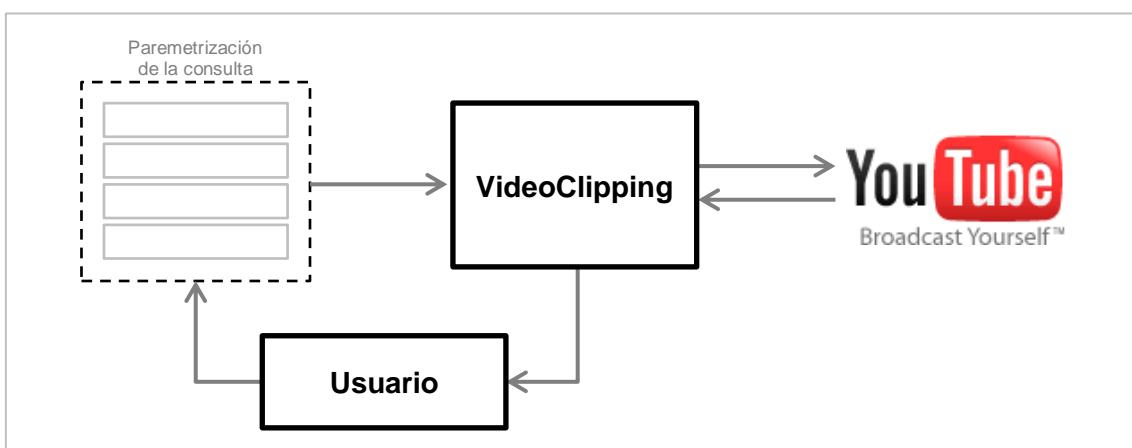 Paremetrización
de la consulta
VideoClipping
YouTube
Broadcast Yourself™
Usuario